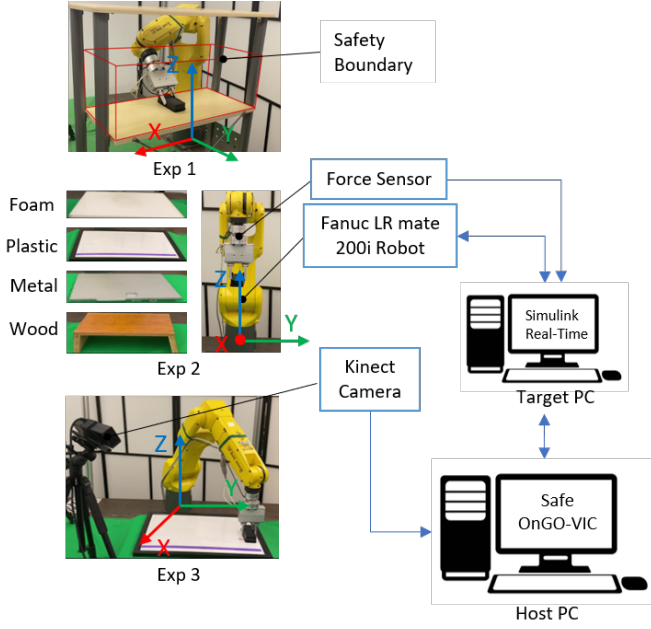 Safety
Boundary
Z
X
Y
Exp 1
Foam
Plastic
Metal
Wood
Z
Y
X
Exp 2
Force Sensor
Fanuc LR mate
200i Robot
Simulink
Real-Time
Target PC
Kinect
Camera
Z
Y
X
Exp 3
Safe
OnGO-VIC
Host PC